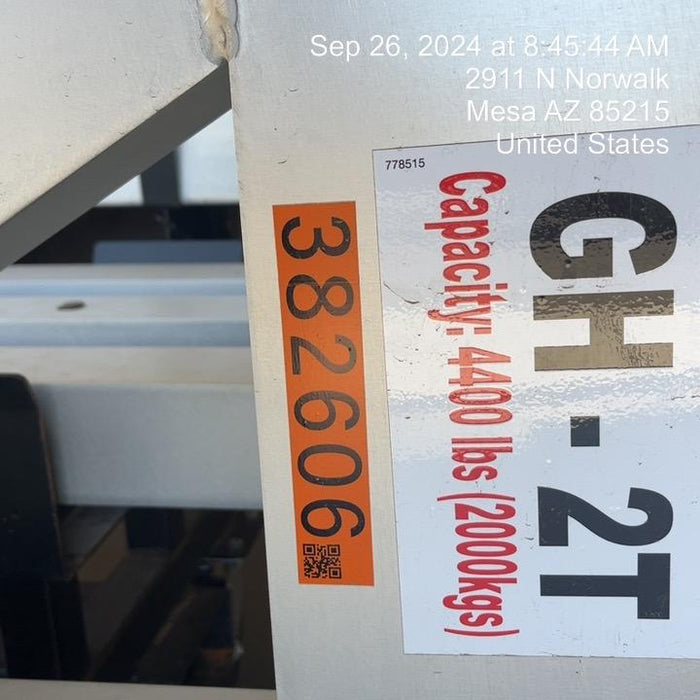 Sep 26, 2024 at 8:45:44 AM
2911 N Norwalk
Mesa AZ 85215
United States
778515
GH-2T
Capacity: 4400 lbs (2000kgs)
382606